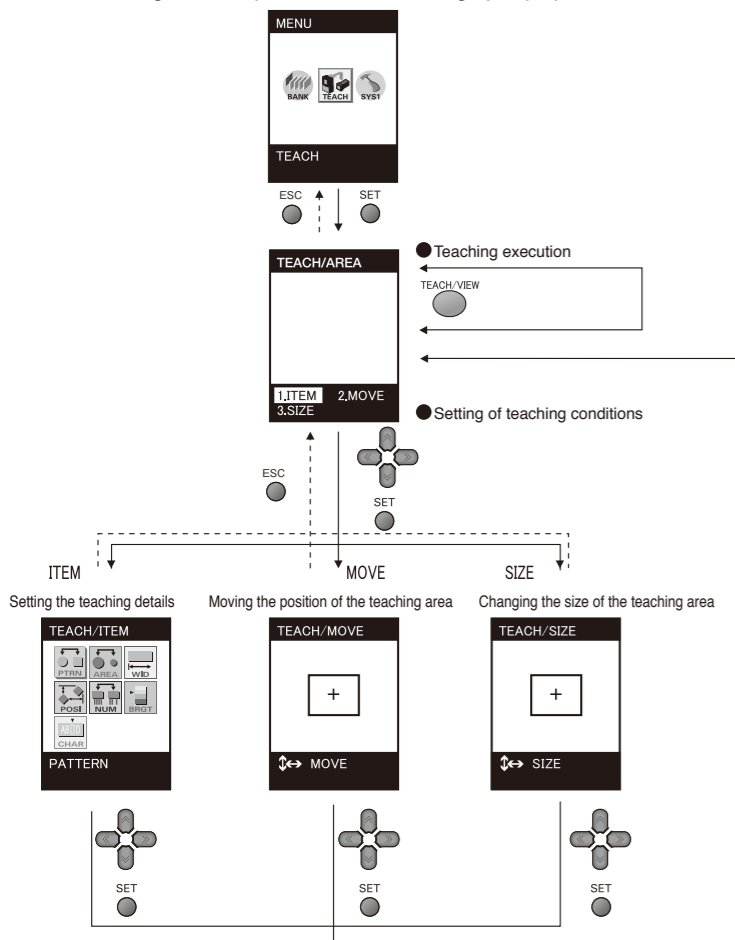 MENU
BANK TEACH SYS1
TEACH
ESC SET
TEACH/AREA
Teaching execution
TEACH/VIEW
1.ITEM 2.MOVE
3.SIZE
Setting of teaching conditions
ESC
SET
ITEM MOVE SIZE
Setting the teaching details Moving the position of the teaching area Changing the size of the teaching area
TEACH/ITEM TEACH/MOVE TEACH/SIZE
PTRN AREA WID
POSI NUM BRGT
CHAR
PATTERN MOVE SIZE
SET SET SET